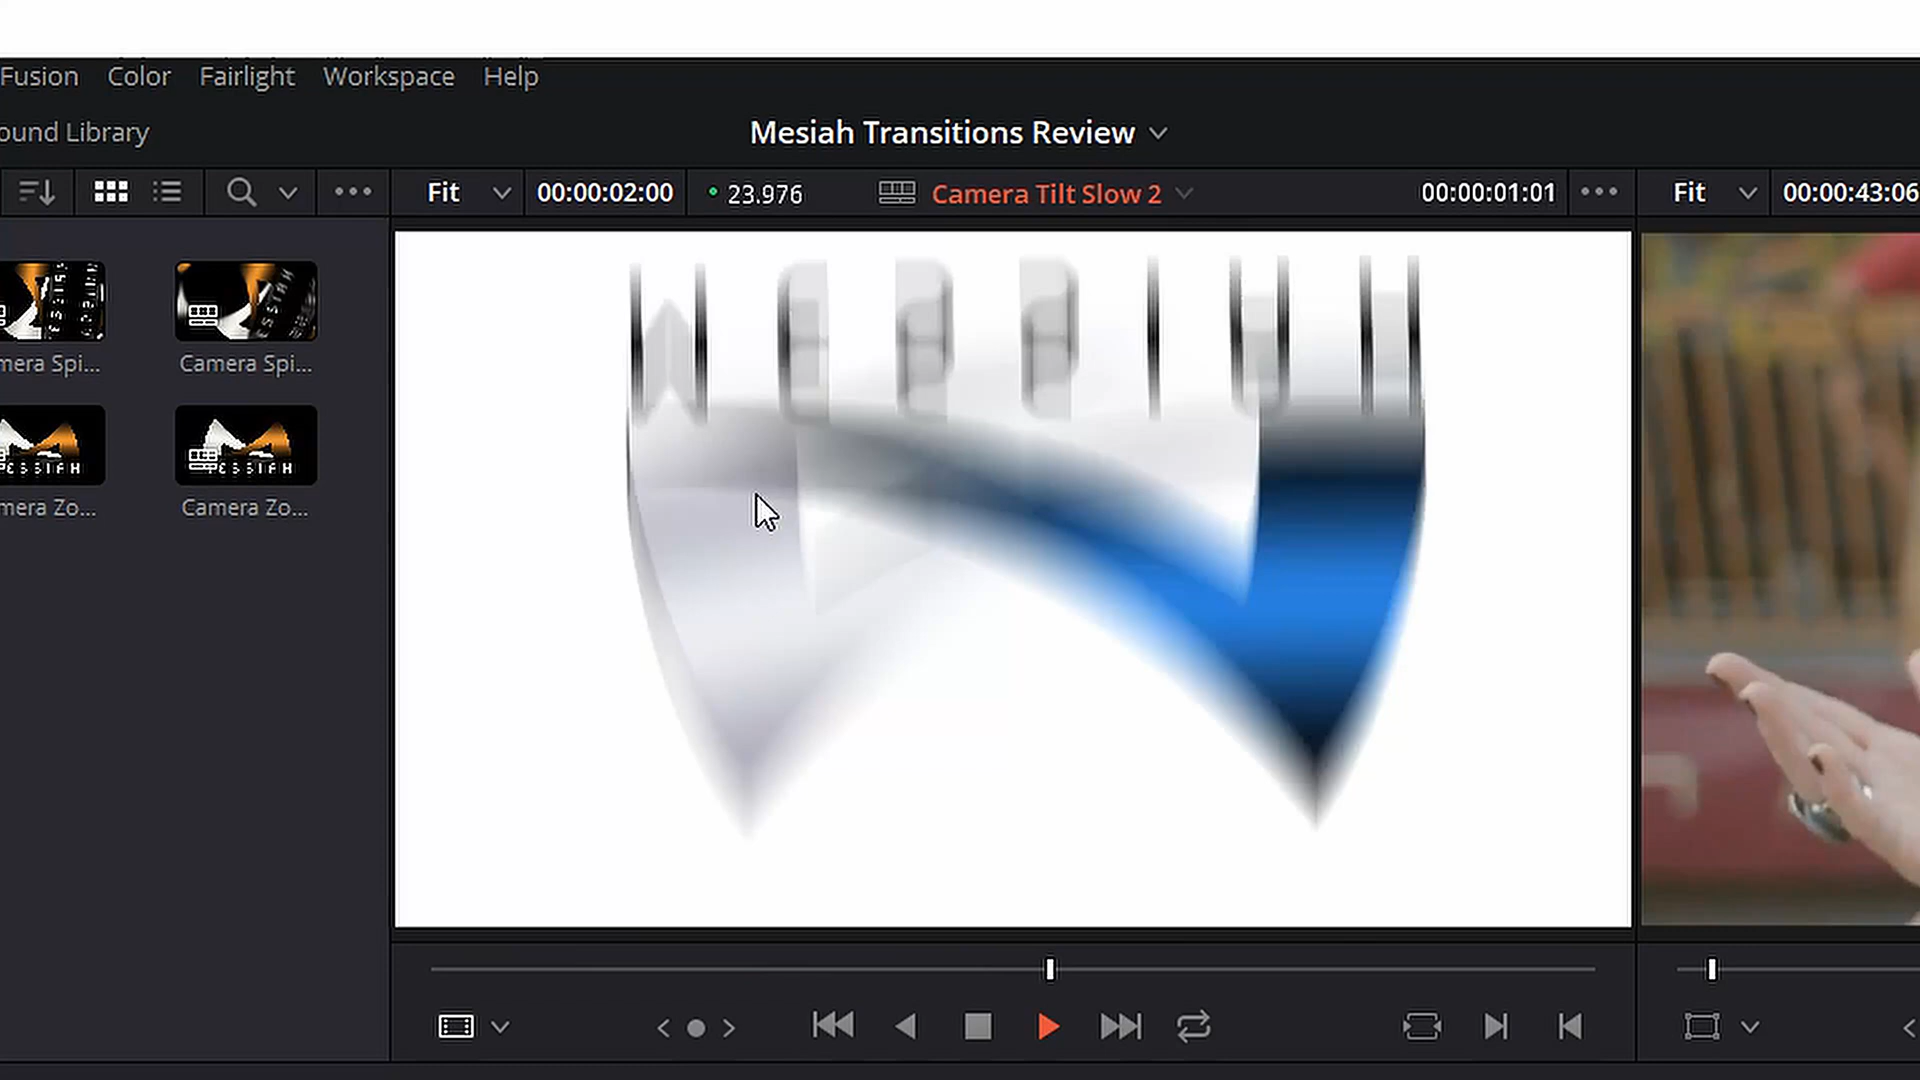 Fusion Color Fairlight Workspace Help
ound Library
Mesiah Transitions Review
Fit 00:00:02:00 23.976 Camera Tilt Slow 2 00:00:01:01 Fit 00:00:43:06
mera Spi... Camera Spi...
mera Zo... Camera Zo...